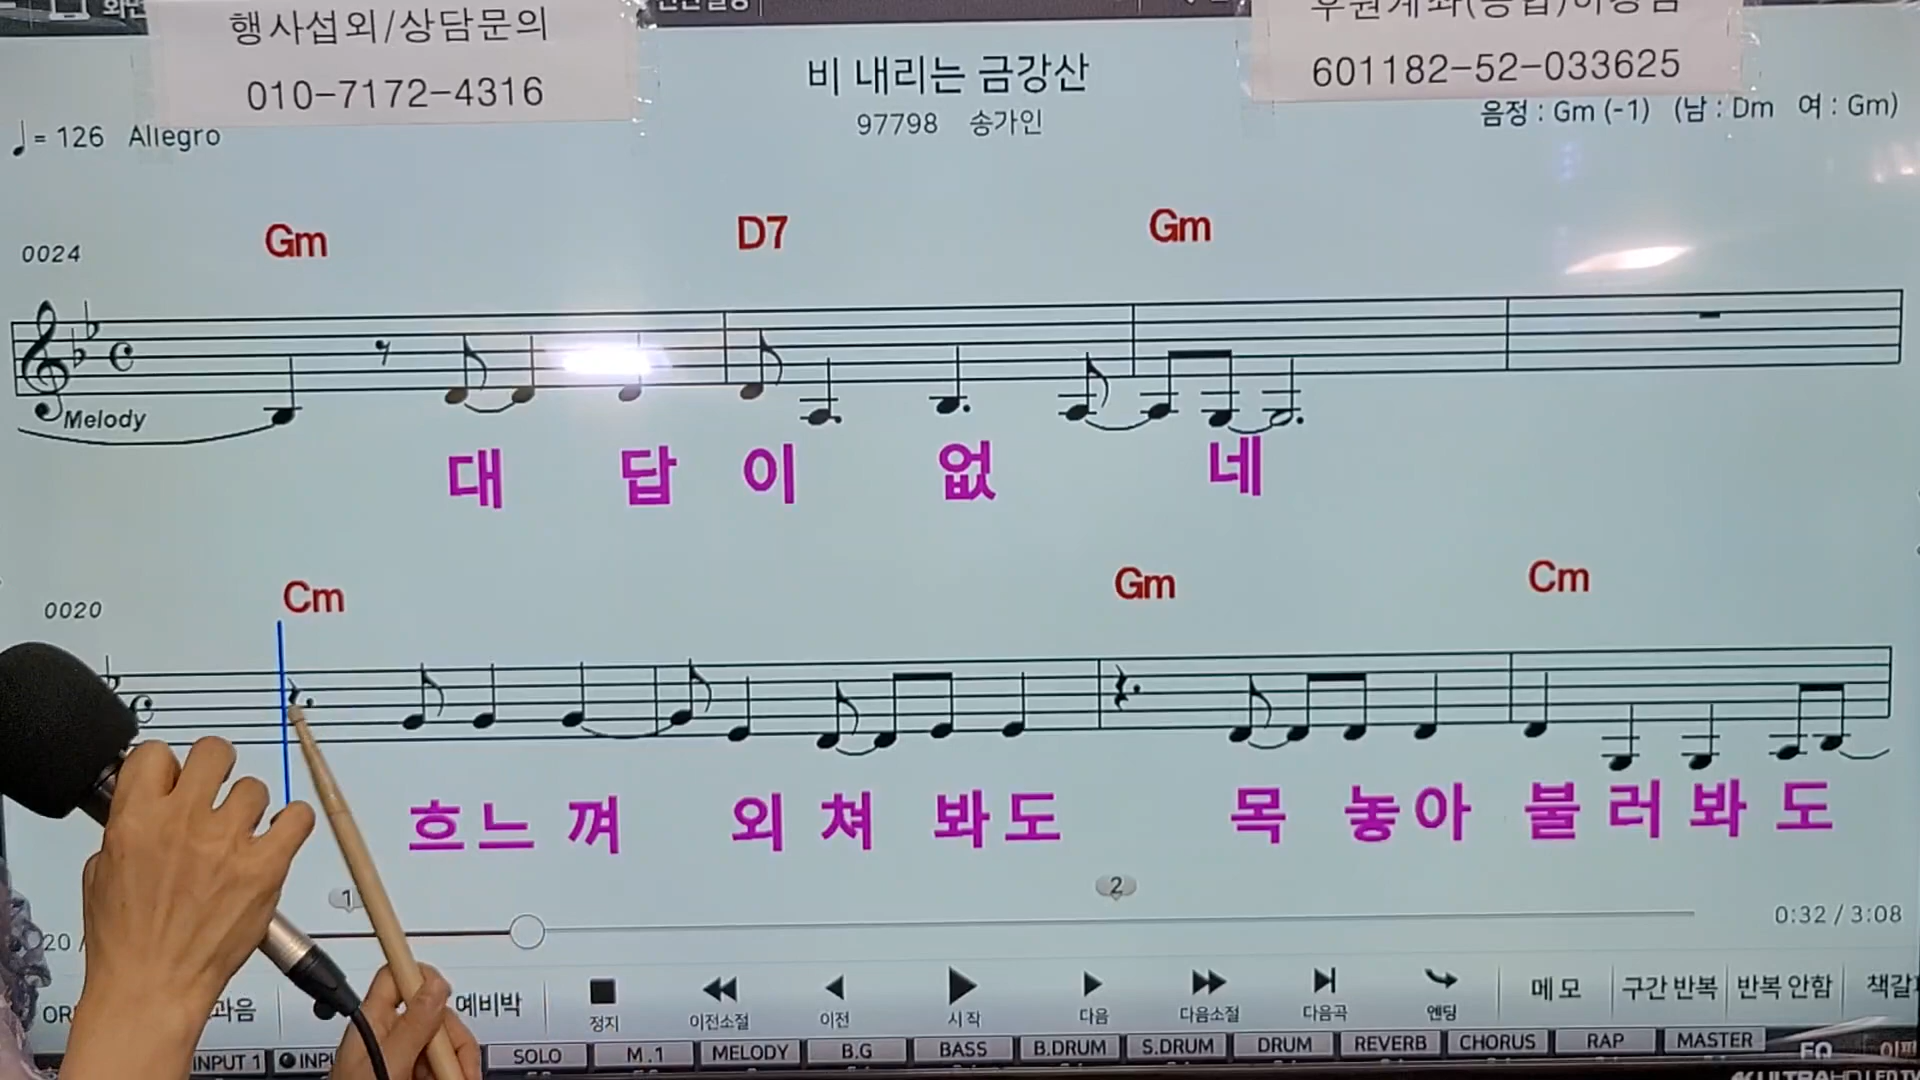 행사섭외/상담문의
010-7172-4316
601182-52-033625
비 내리는 금강산
97798 송가인
= 126 Allegro
음정 : Gm (-1) (남 : Dm 여 : Gm)
0024
Gm D7 Gm
Melody
대 답 이 없 네
0020
Cm Gm Cm
흐느껴 외쳐 봐도 목 놓아 불러봐도
1 2
0:32 / 3:08
예비박 정지 이전소절 이전 시작 다음 다음소절 다음곡 엔딩 메모 구간 반복 반복 안함
INPUT 1 SOLO M.1 MELODY B.G BASS B.DRUM S.DRUM DRUM REVERB CHORUS RAP MASTER